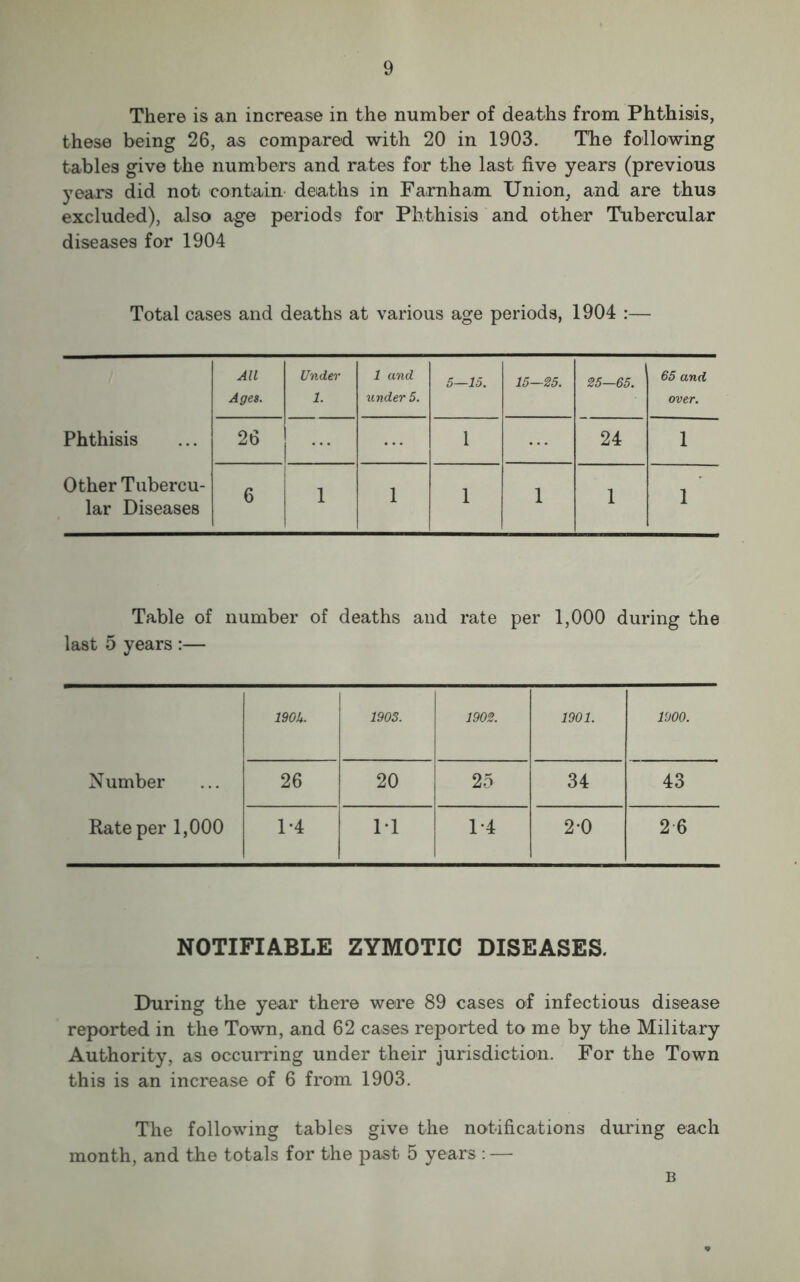 9
There is an increase in the number of deaths from Phthisis,
these being 26, as compared with 20 in 1903. The following
tables give the numbers and rates for the last five years (previous
years did not contain deaths in Farnham Union, and are thus
excluded), also age periods for Phthisis and other Tubercular
diseases for 1904
Total cases and deaths at various age periods, 1904 :—
All Ages. Under 1. 1 and under 5. 5—15. 15—25. 25—65. 65 and over.
Phthisis ... 26 ... ... 1 ... 24 1
Other Tubercu-
lar Diseases 6 1 1 1 1 1 1
Table of number of deaths and rate per 1,000 during the
last 5 years :—
1904. 1903. 1902. 1901. 1900.
Number ... 26 20 25 34 43
Rate per 1,000 1·4 1·1 1·4 2·0 2 6
NOTIFIABLE ZYMOTIC DISEASES.
During the year there were 89 cases of infectious disease
reported in the Town, and 62 cases reported to me by the Military
Authority, as occurring under their jurisdiction. For the Town
this is an increase of 6 from 1903.
The following tables give the notifications during each
month, and the totals for the past 5 years : —
B